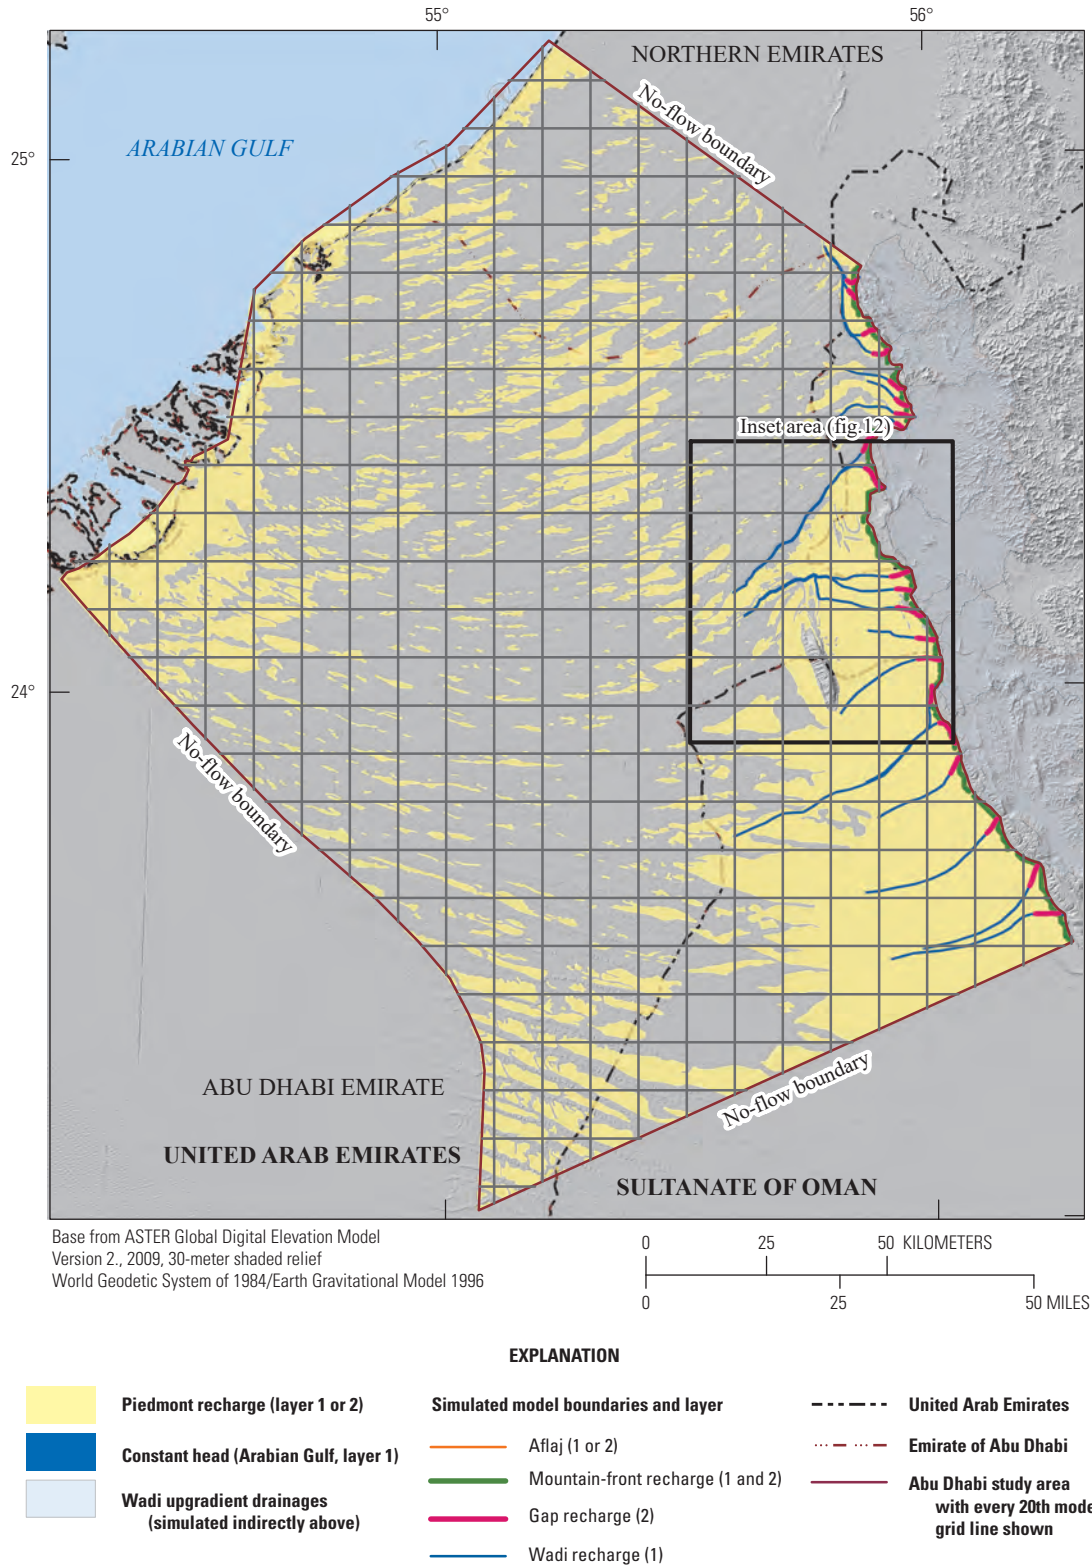 55°
56°
NORTHERN EMIRATES
No-flow boundary
25°
ARABIAN GULF
Inset area (fig.12)
24°
No-flow boundary
ABU DHABI EMIRATE
No-flow boundary
UNITED ARAB EMIRATES
SULTANATE OF OMAN
Base from ASTER Global Digital Elevation Model
Version 2., 2009, 30-meter shaded relief
World Geodetic System of 1984/Earth Gravitational Model 1996
0 25 50 KILOMETERS
0 25 50 MILES
EXPLANATION
Piedmont recharge (layer 1 or 2)
Constant head (Arabian Gulf, layer 1)
Wadi upgradient drainages
(simulated indirectly above)
Simulated model boundaries and layer
Aflaj (1 or 2)
Mountain-front recharge (1 and 2)
Gap recharge (2)
Wadi recharge (1)
United Arab Emirates
Emirate of Abu Dhabi
Abu Dhabi study area
with every 20th mode
grid line shown